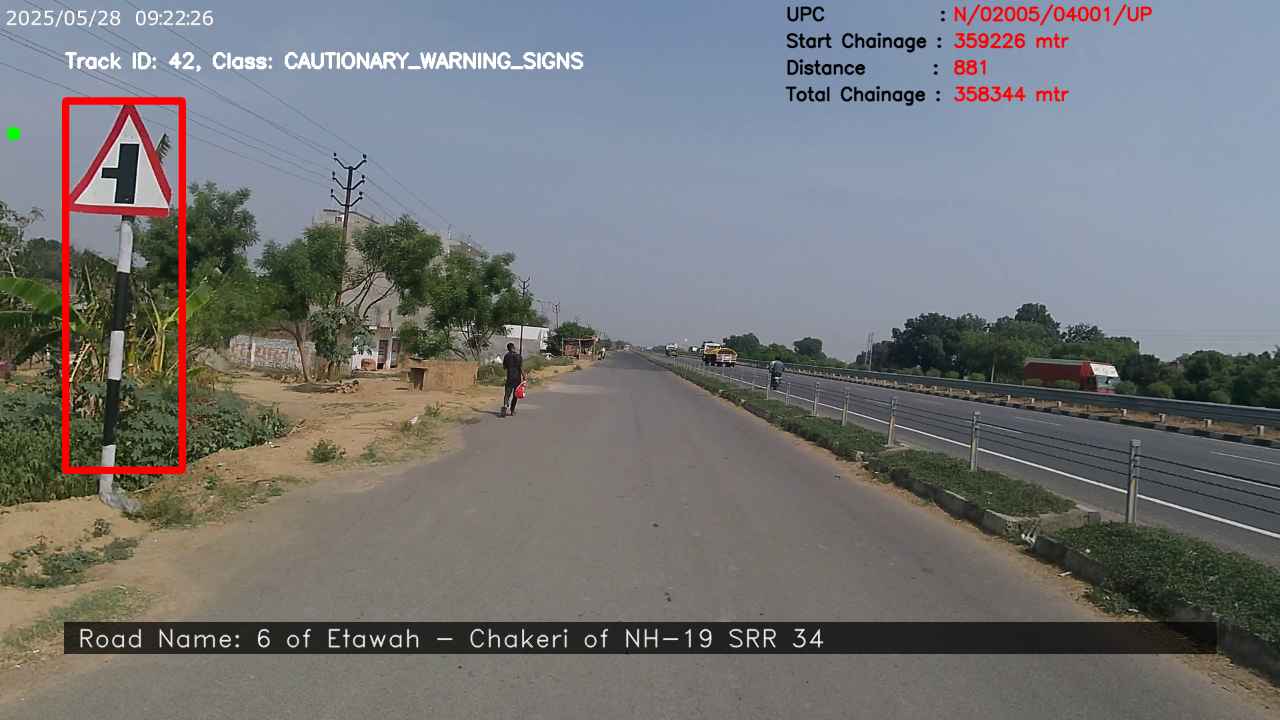 2025/05/28 09:22:26
UPC : N/02005/04001/UP
Start Chainage : 359226 mtr
Distance : 881
Total Chainage : 358344 mtr
Track ID: 42, Class: CAUTIONARY_WARNING_SIGNS
Road Name: 6 of Etawah - Chakeri of NH-19 SRR 34